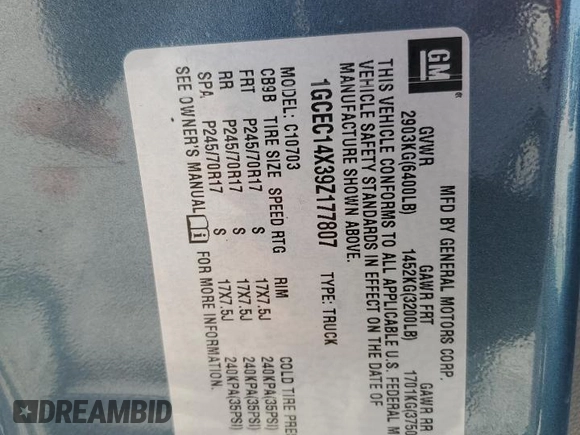 GM
MFD BY GENERAL MOTORS CORP.
GVWR GAWR FRT GAWR RR
2903KG(6400LB) 1452KG(3200LB) 1701KG(3750
THIS VEHICLE CONFORMS TO ALL APPLICABLE U.S. FEDERAL M
VEHICLE SAFETY STANDARDS IN EFFECT ON THE DATE OF
MANUFACTURE SHOWN ABOVE.
1GCEC14X39Z177807 TYPE: TRUCK
MODEL: C10703
CB9B TIRE SIZE SPEED RTG RIM COLD TIRE PRE
FRT P245/70R17 S 17X7.5J 240KPA(35PSI)
RR P245/70R17 S 17X7.5J 240KPA(35PSI)
SPA P245/70R17 S 17X7.5J 240KPA(35PSI)
SEE OWNER'S MANUAL FOR MORE INFORMATION.
DREAMBID